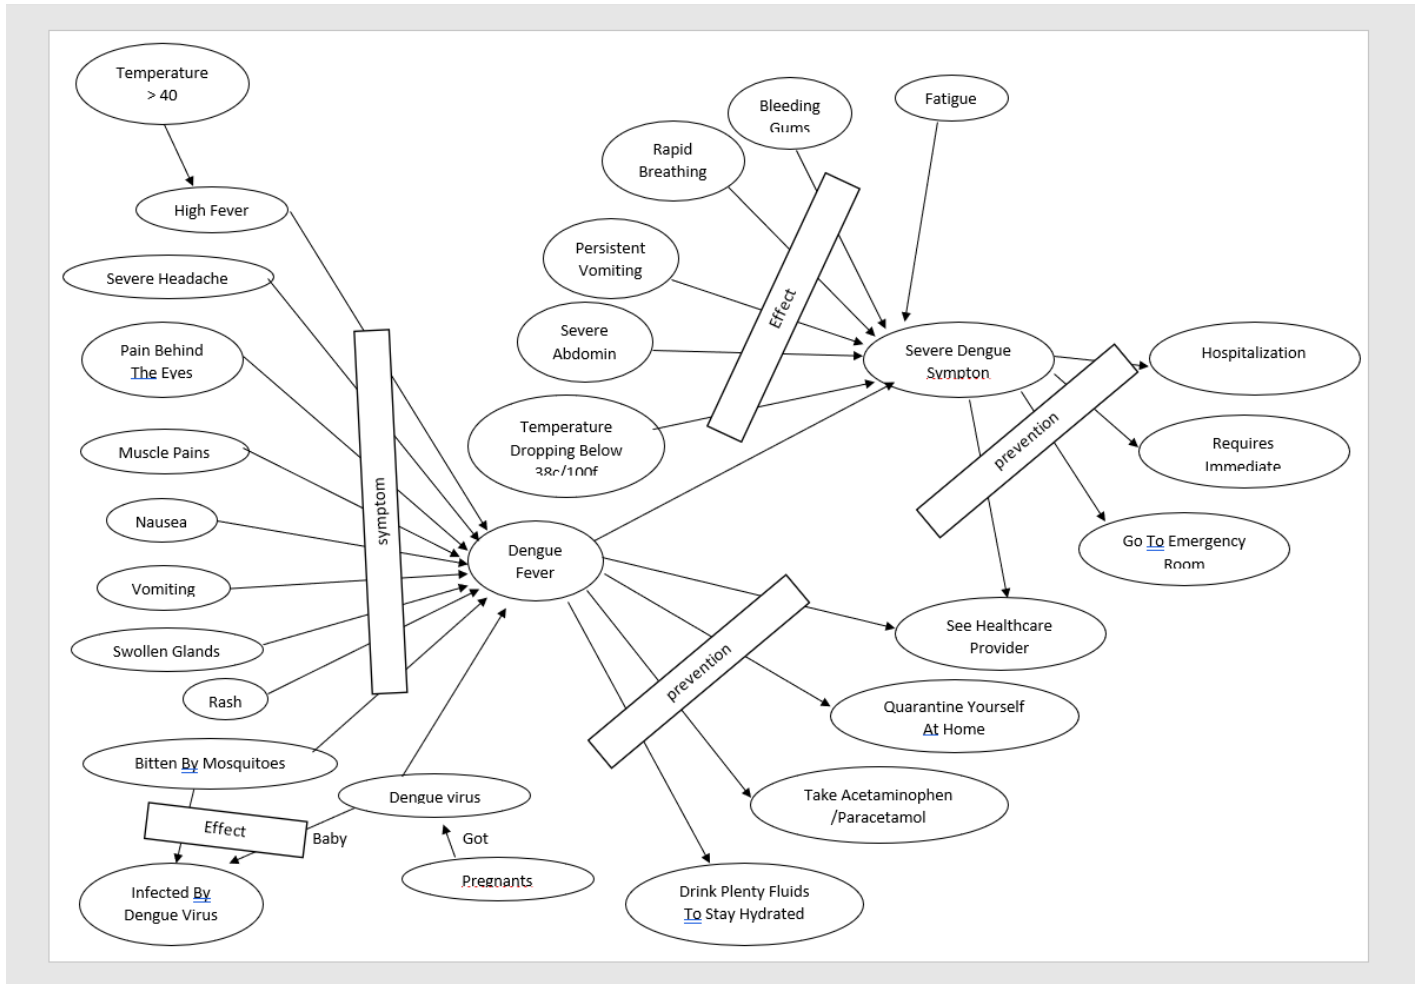 Temperature
> 40
High Fever
Severe Headache
Pain Behind
The Eyes
Muscle Pains
Nausea
Vomiting
Swollen Glands
Rash
Bitten By Mosquitoes
Effect
Infected By
Dengue Virus
Baby
Dengue virus
Got
Pregnants
symptom
Dengue
Fever
Temperature
Dropping Below
38c/100f
Severe
Abdomin
Persistent
Vomiting
Rapid
Breathing
Bleeding
Gums
Fatigue
Effect
Severe Dengue
Sympton
prevention
Hospitalization
Requires
Immediate
Go To Emergency
Room
See Healthcare
Provider
prevention
Quarantine Yourself
At Home
Take Acetaminophen
/Paracetamol
Drink Plenty Fluids
To Stay Hydrated